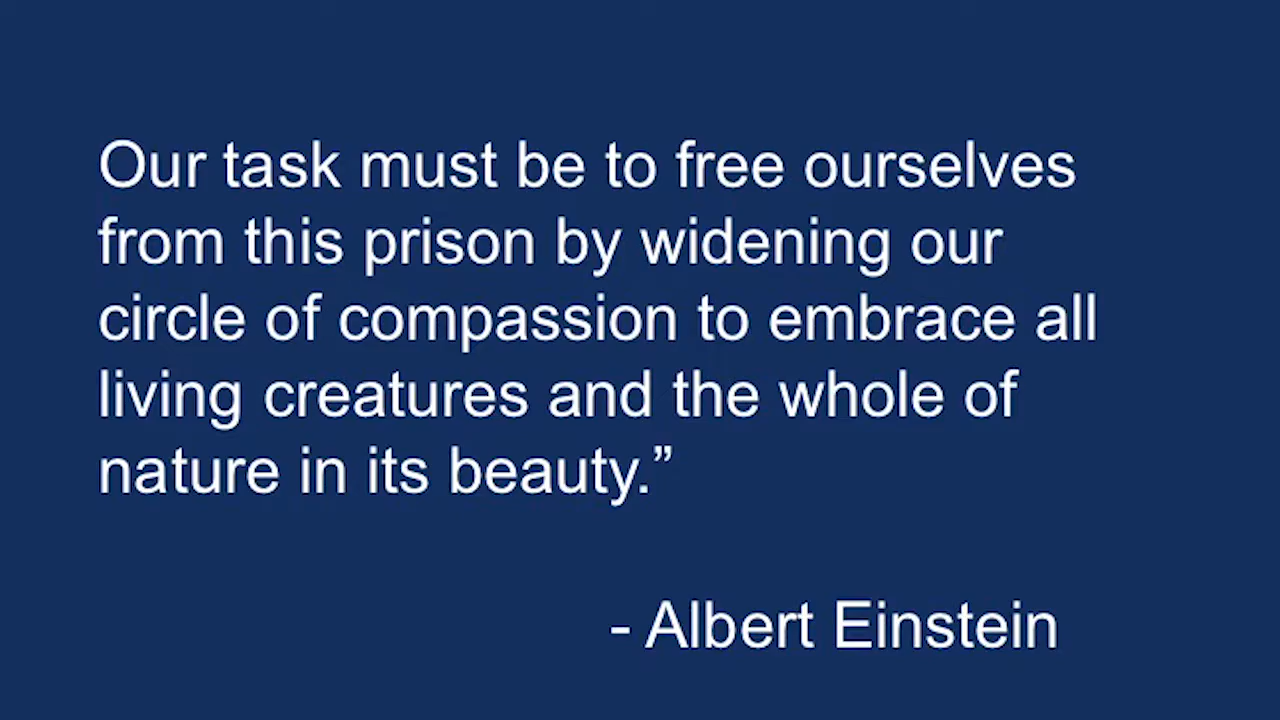 Our task must be to free ourselves
from this prison by widening our
circle of compassion to embrace all
living creatures and the whole of
nature in its beauty.”
- Albert Einstein